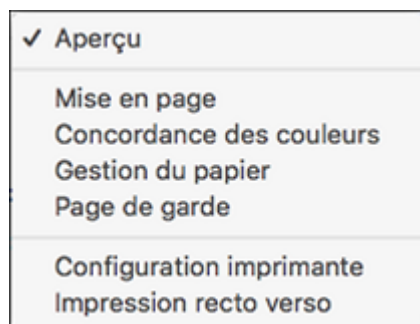 ✓ Aperçu
Mise en page
Concordance des couleurs
Gestion du papier
Page de garde
Configuration imprimante
Impression recto verso